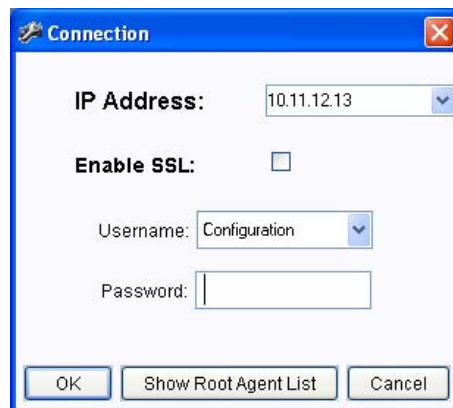 Connection
IP Address: 10.11.12.13
Enable SSL:
Username: Configuration
Password:
OK Show Root Agent List Cancel